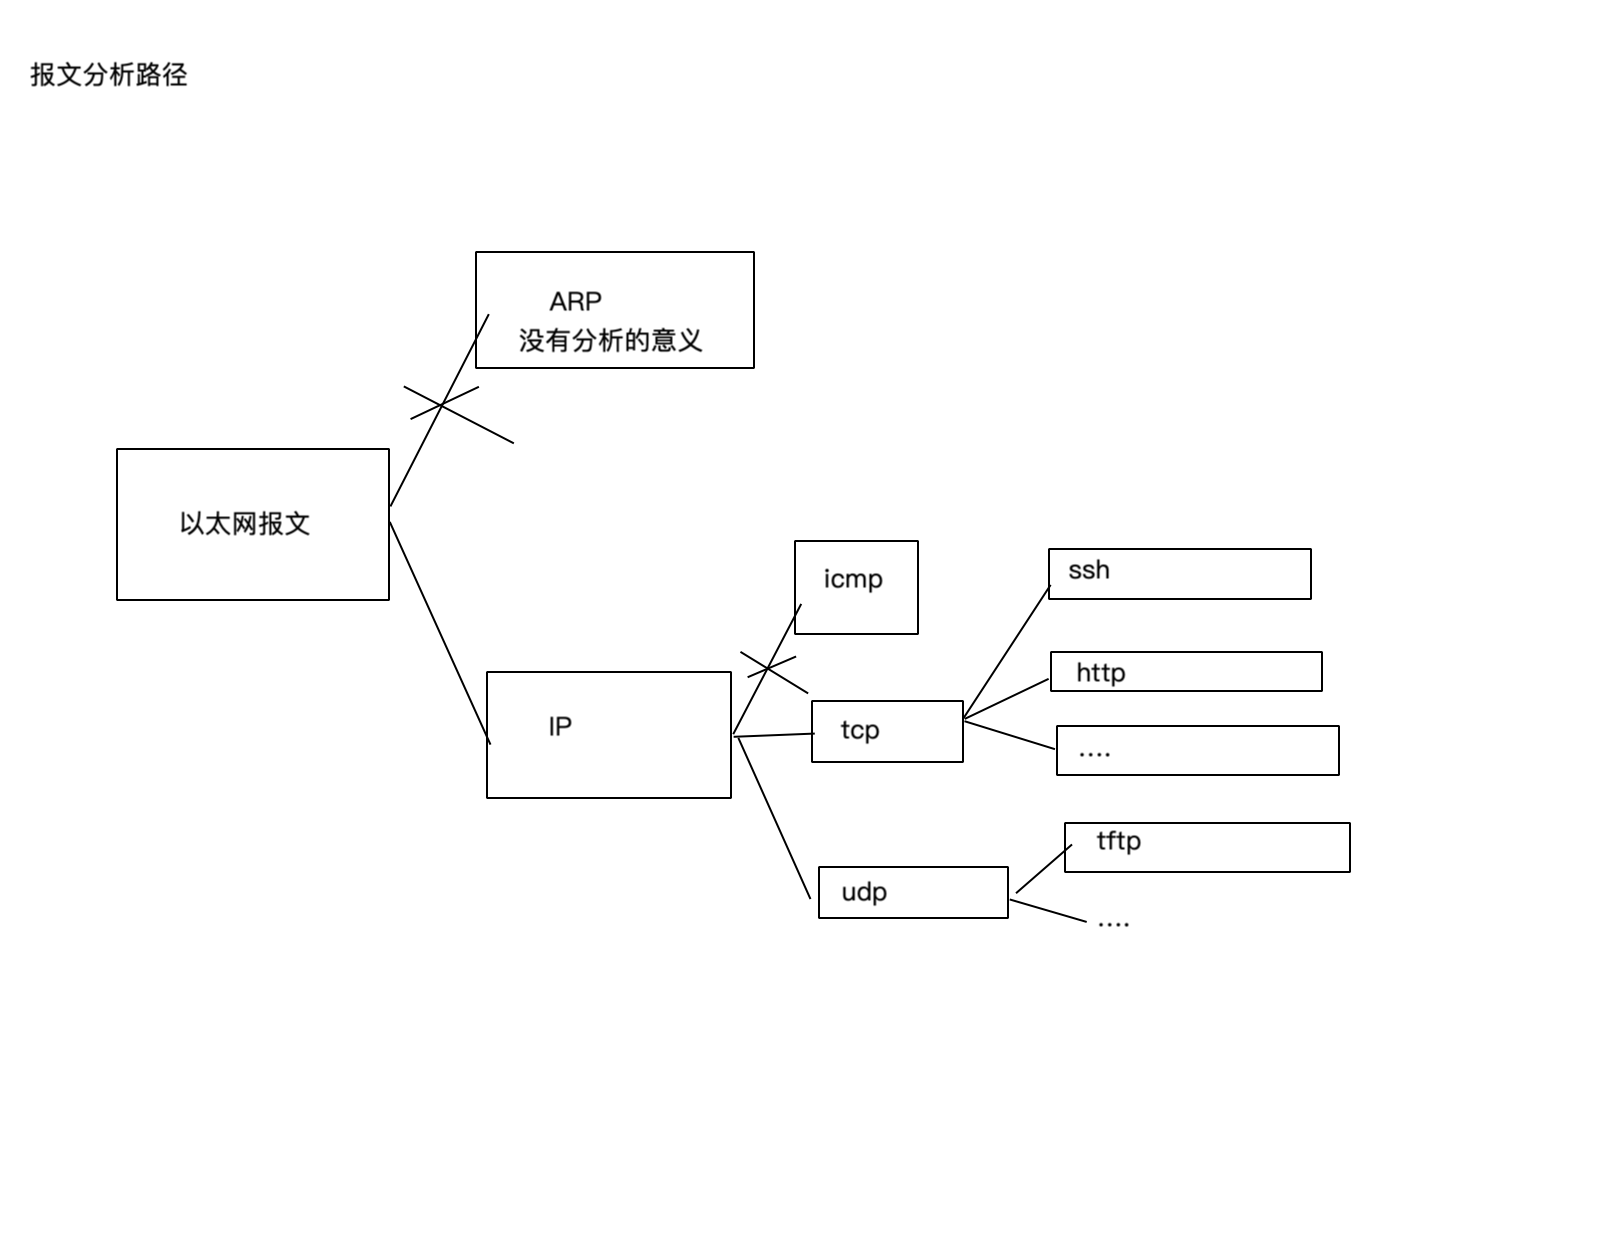 报文分析路径
ARP
没有分析的意义
以太网报文
IP
icmp
tcp
udp
ssh
http
....
tftp
....